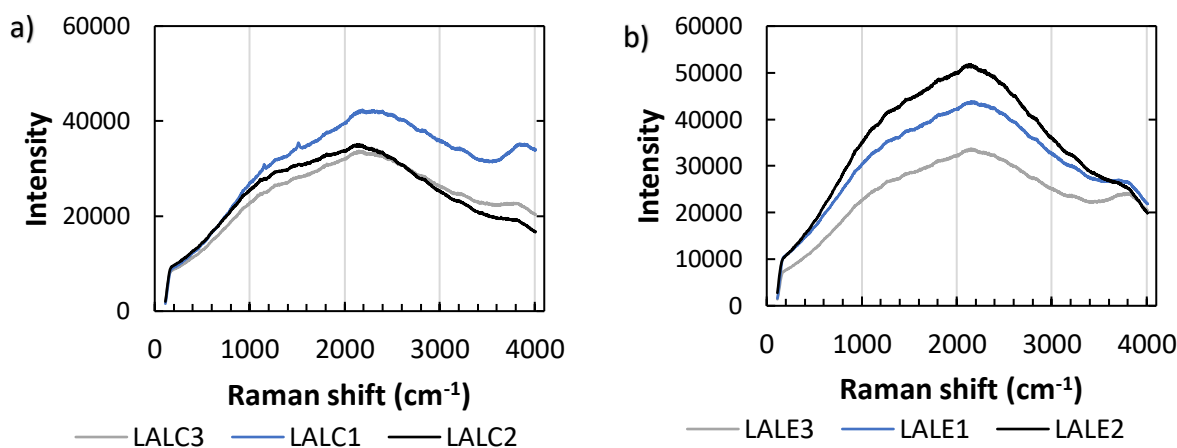 a)
60000
40000
20000
0
Intensity
0 1000 2000 3000 4000
Raman shift (cm-1)
LALC3 LALC1 LALC2
b)
60000
50000
40000
30000
20000
10000
0
Intensity
0 1000 2000 3000 4000
Raman shift (cm-1)
LALE3 LALE1 LALE2